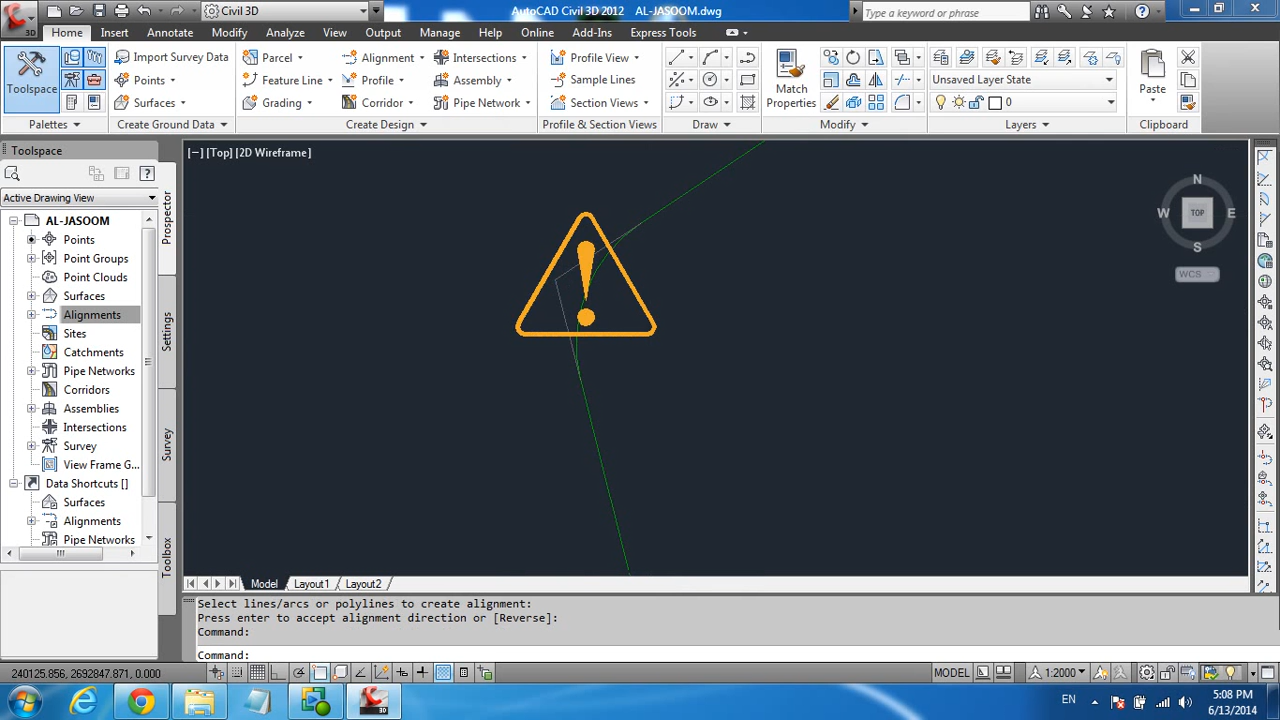 Civil 3D
AutoCAD Civil 3D 2012 AL-JASOOM.dwg
Type a keyword or phrase
3D
Home Insert Annotate Modify Analyze View Output Manage Help Online Add-Ins Express Tools
Toolspace
Palettes
Import Survey Data
Points
Surfaces
Create Ground Data
Parcel
Feature Line
Grading
Alignment
Profile
Corridor
Intersections
Assembly
Pipe Network
Create Design
Profile View
Sample Lines
Section Views
Profile & Section Views
Draw
Match
Properties
Modify
Unsaved Layer State
0
Layers
Paste
Clipboard
Toolspace
Active Drawing View
AL-JASOOM
Points
Point Groups
Point Clouds
Surfaces
Alignments
Sites
Catchments
Pipe Networks
Corridors
Assemblies
Intersections
Survey
View Frame G...
Data Shortcuts []
Surfaces
Alignments
Pipe Networks
Prospector
Settings
Survey
Toolbox
[−] [Top] [2D Wireframe]
!
N
W TOP E
S
WCS
Model Layout1 Layout2
Select lines/arcs or polylines to create alignment:
Press enter to accept alignment direction or [Reverse]:
Command:
Command:
240125.856, 2692847.871, 0.000
MODEL
1:2000
EN
5:08 PM
6/13/2014